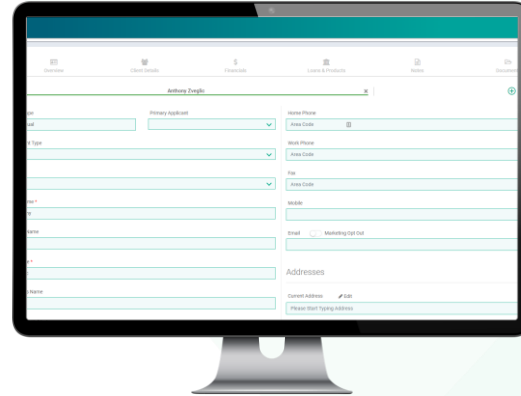 Overview Client Details Financials Loans & Products Notes Documents
Anthony Zveglic x
Primary Applicant Home Phone
Area Code
Work Phone
Area Code
Fax
Area Code
Mobile
Email Marketing Opt Out
Addresses
Current Address Edit
Please Start Typing Address